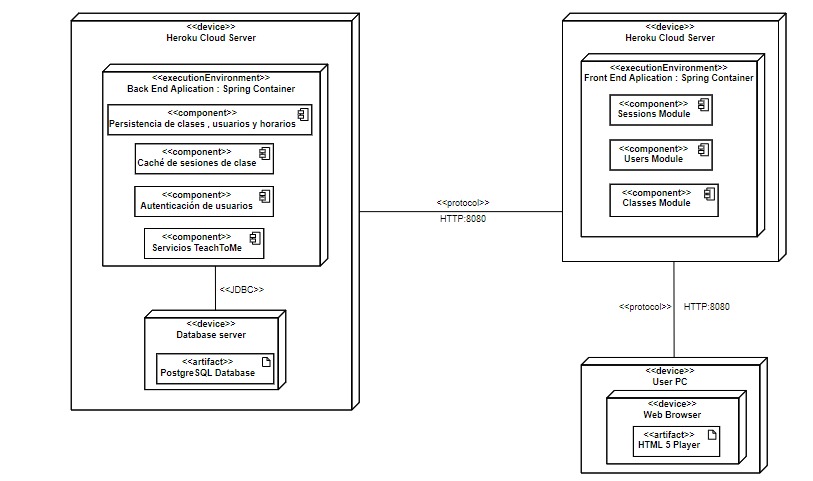 <<device>>
Heroku Cloud Server
<<executionEnvironment>>
Back End Aplication : Spring Container
<<component>>
Persistencia de clases , usuarios y horarios
<<component>>
Caché de sesiones de clase
<<component>>
Autenticación de usuarios
<<component>>
Servicios TeachToMe
<<JDBC>>
<<device>>
Database server
<<artifact>>
PostgreSQL Database
<<protocol>>
HTTP:8080
<<device>>
Heroku Cloud Server
<<executionEnvironment>>
Front End Aplication : Spring Container
<<component>>
Sessions Module
<<component>>
Users Module
<<component>>
Classes Module
<<protocol>> HTTP:8080
<<device>>
User PC
<<device>>
Web Browser
<<artifact>>
HTML 5 Player